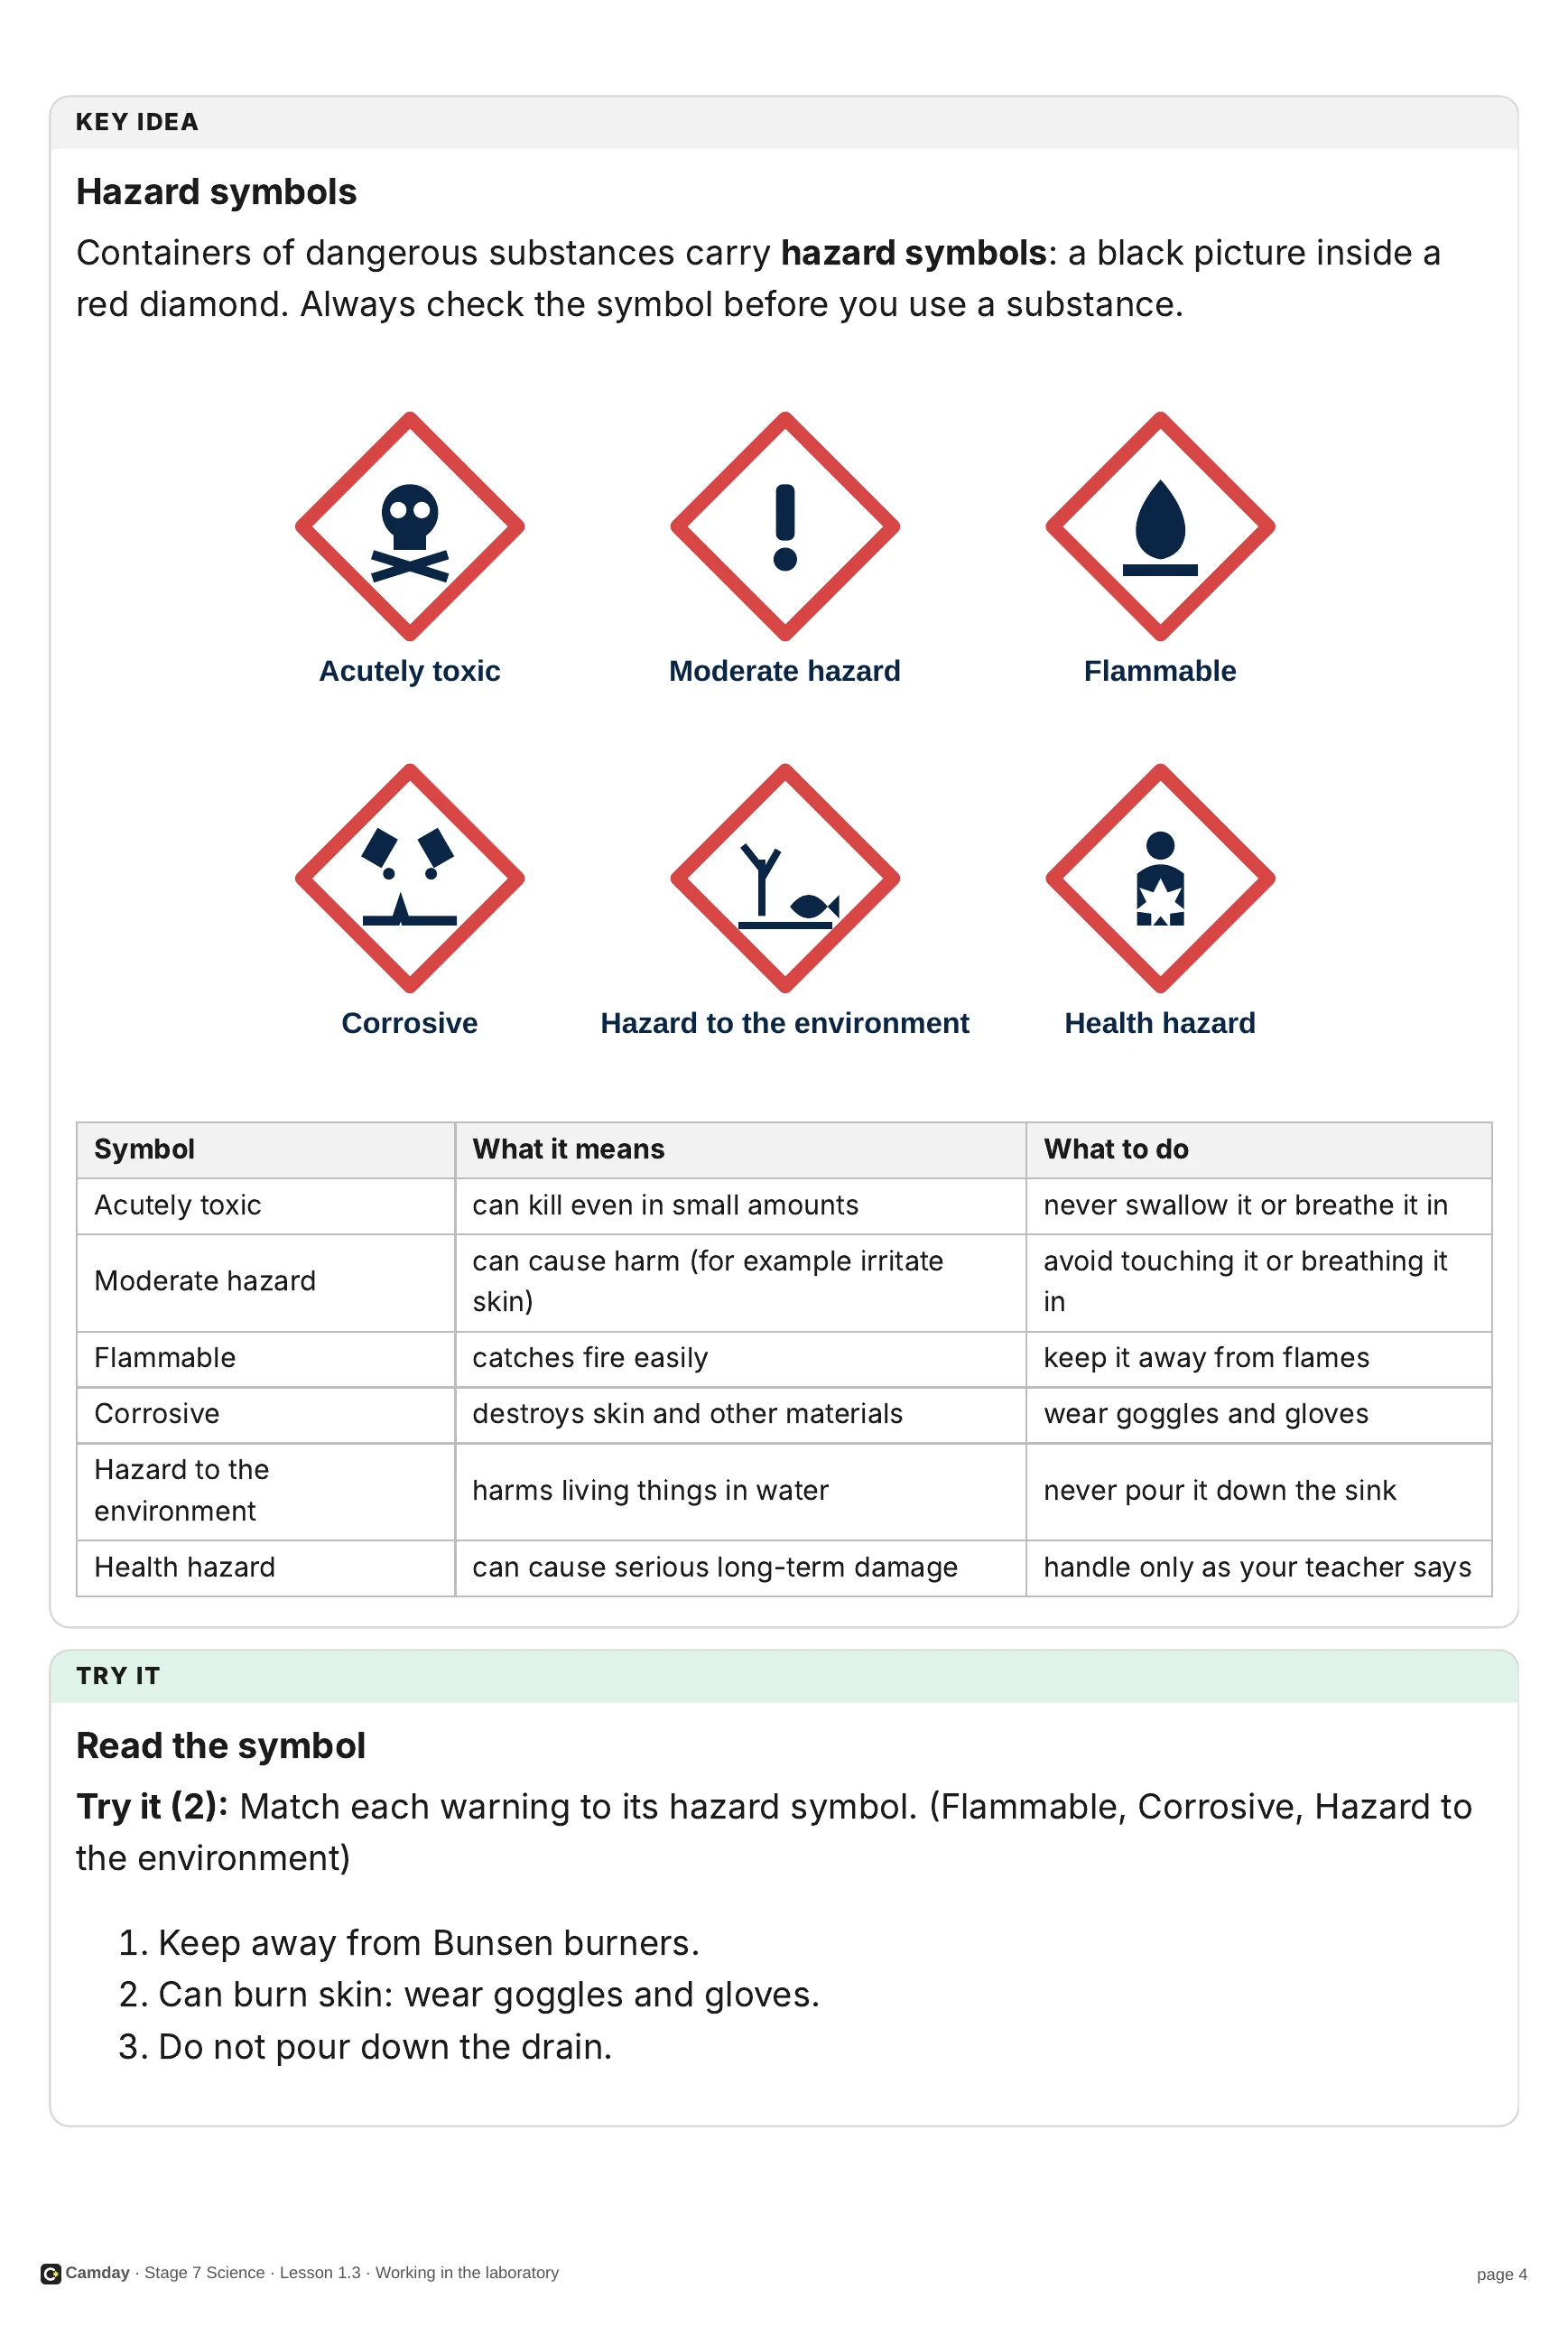 KEY IDEA
Hazard symbols
Containers of dangerous substances carry hazard symbols: a black picture inside a
red diamond. Always check the symbol before you use a substance.
Acutely toxic
Moderate hazard
Flammable
Corrosive
Hazard to the environment
Health hazard
Symbol What it means What to do
Acutely toxic can kill even in small amounts never swallow it or breathe it in
Moderate hazard can cause harm (for example irritate skin) avoid touching it or breathing it in
Flammable catches fire easily keep it away from flames
Corrosive destroys skin and other materials wear goggles and gloves
Hazard to the environment harms living things in water never pour it down the sink
Health hazard can cause serious long-term damage handle only as your teacher says
TRY IT
Read the symbol
Try it (2): Match each warning to its hazard symbol. (Flammable, Corrosive, Hazard to
the environment)
1. Keep away from Bunsen burners.
2. Can burn skin: wear goggles and gloves.
3. Do not pour down the drain.
Camday · Stage 7 Science · Lesson 1.3 · Working in the laboratory
page 4